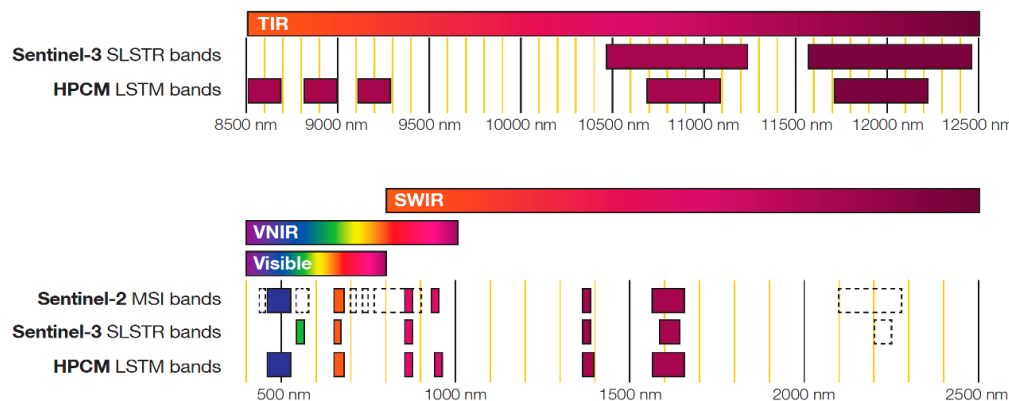 TIR
Sentinel-3 SLSTR bands
HPCM LSTM bands
8500 nm 9000 nm 9500 nm 10000 nm 10500 nm 11000 nm 11500 nm 12000 nm 12500 nm
SWIR
VNIR
Visible
Sentinel-2 MSI bands
Sentinel-3 SLSTR bands
HPCM LSTM bands
500 nm 1000 nm 1500 nm 2000 nm 2500 nm